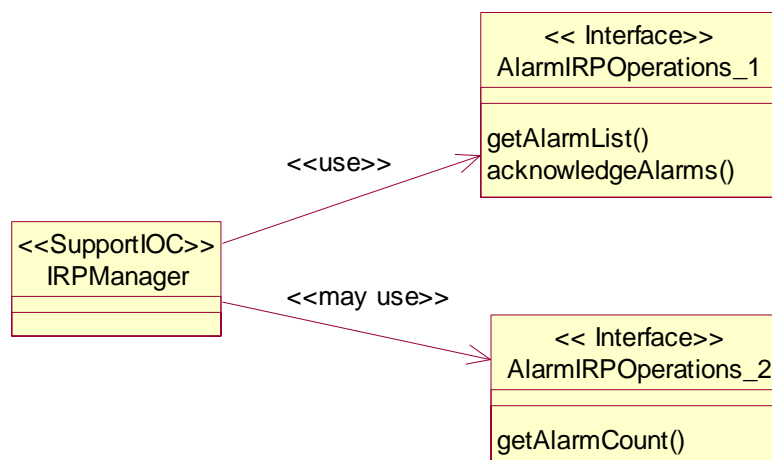 << Interface>>
AlarmIRPOperations_1
getAlarmList()
acknowledgeAlarms()
<<use>>
<<SupportIOC>>
IRPManager
<<may use>>
<< Interface>>
AlarmIRPOperations_2
getAlarmCount()